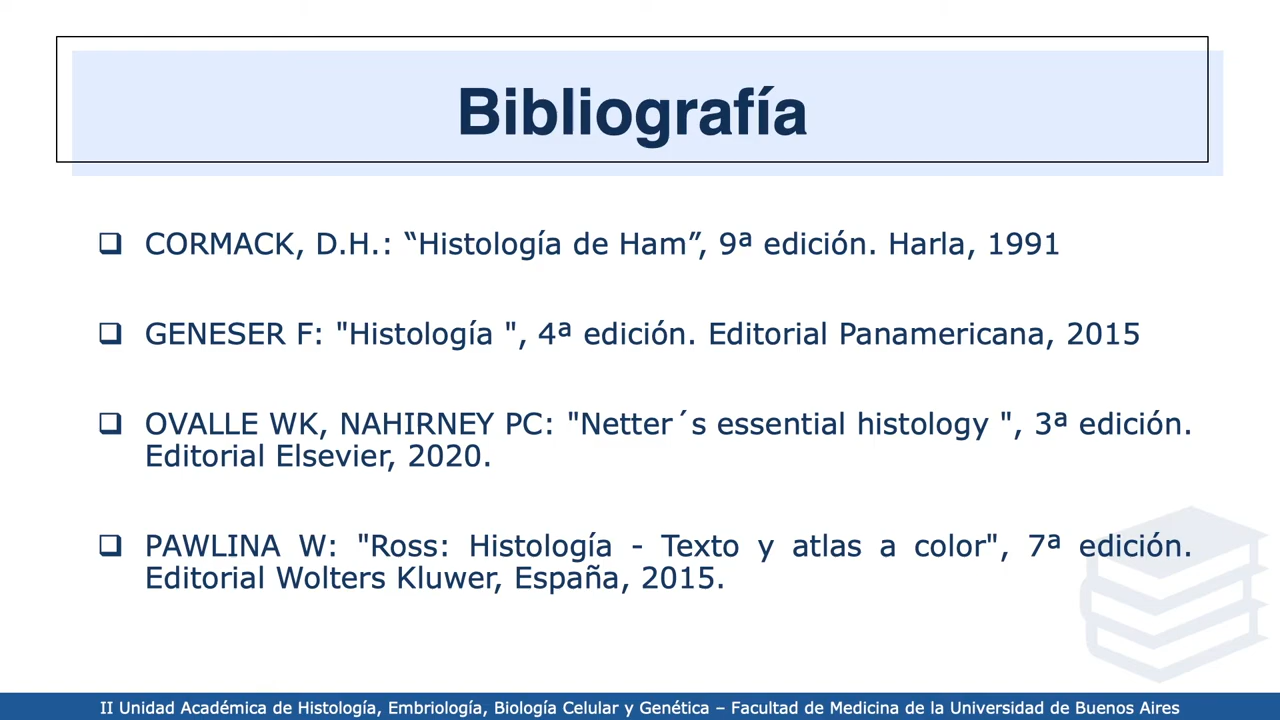 Bibliografía
❑ CORMACK, D.H.: “Histología de Ham”, 9ª edición. Harla, 1991
❑ GENESER F: "Histología ", 4ª edición. Editorial Panamericana, 2015
❑ OVALLE WK, NAHIRNEY PC: "Netter´s essential histology ", 3ª edición.
Editorial Elsevier, 2020.
❑ PAWLINA W: "Ross: Histología - Texto y atlas a color", 7ª edición.
Editorial Wolters Kluwer, España, 2015.
II Unidad Académica de Histología, Embriología, Biología Celular y Genética – Facultad de Medicina de la Universidad de Buenos Aires